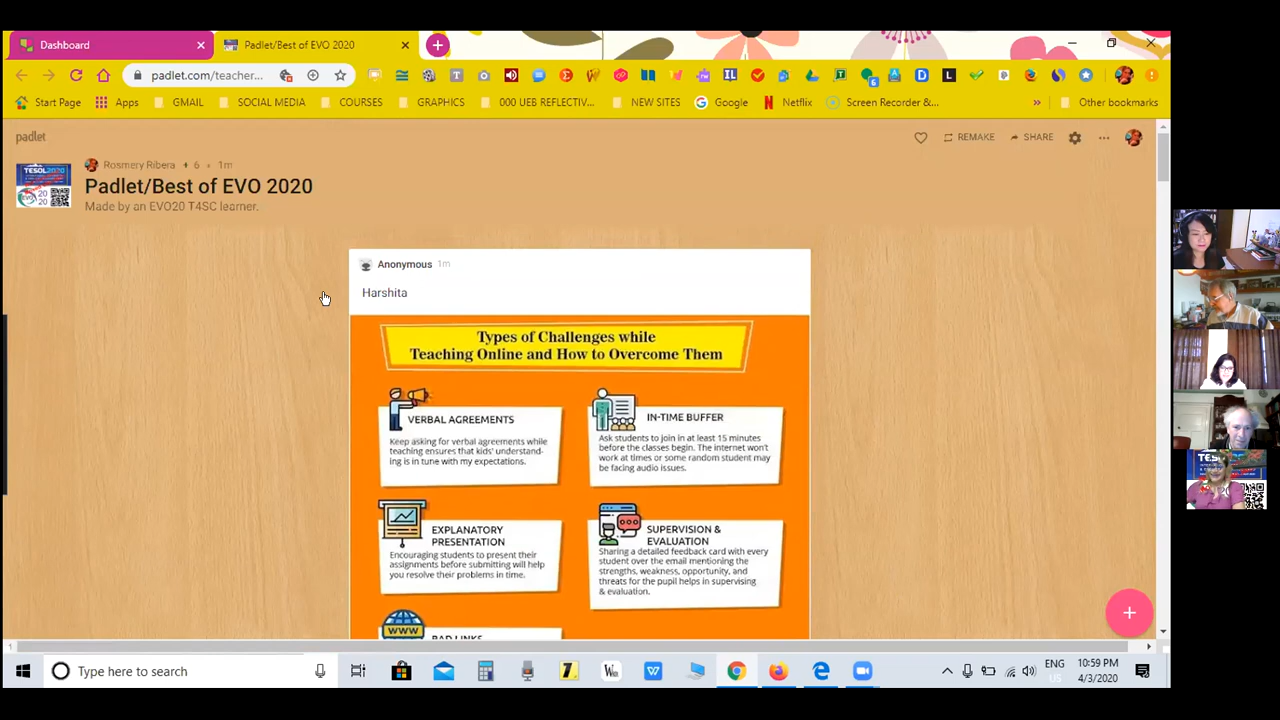 Dashboard
Padlet/Best of EVO 2020
padlet.com/teacher...
Start Page
Apps
GMAIL
SOCIAL MEDIA
COURSES
GRAPHICS
000 UEB REFLECTIV...
NEW SITES
Google
Netflix
Screen Recorder &...
Other bookmarks
padlet
REMAKE
SHARE
Rosmery Ribera + 6 • 1m
TESOL2020
Padlet/Best of EVO 2020
Made by an EVO20 T4SC learner.
Anonymous 1m
Harshita
Types of Challenges while
Teaching Online and How to Overcome Them
VERBAL AGREEMENTS
Keep asking for verbal agreements while
teaching ensures that kids' understand-
ing is in tune with my expectations.
IN-TIME BUFFER
Ask students to join in at least 15 minutes
before the classes begin. The internet won't
work at times or some random student may
be facing audio issues.
EXPLANATORY
PRESENTATION
Encouraging students to present their
assignments before submitting will help
you resolve their problems in time.
SUPERVISION &
EVALUATION
Sharing a detailed feedback card with every
student over the email mentioning the
strengths, weakness, opportunity, and
threats for the pupil helps in supervising
& evaluation.
WWW
BAD LINKS
Type here to search
ENG
US
10:59 PM
4/3/2020